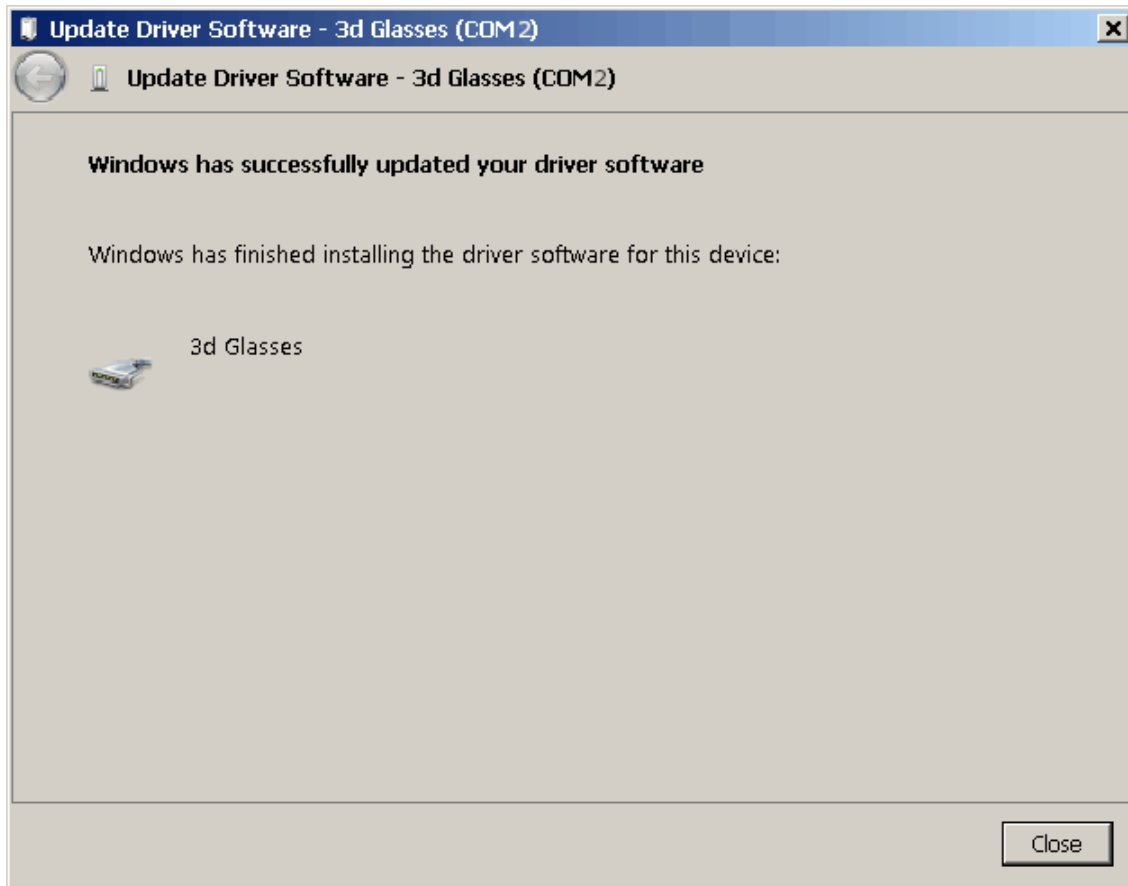 Update Driver Software - 3d Glasses (COM2)
Update Driver Software - 3d Glasses (COM2)
Windows has successfully updated your driver software
Windows has finished installing the driver software for this device:
3d Glasses
Close